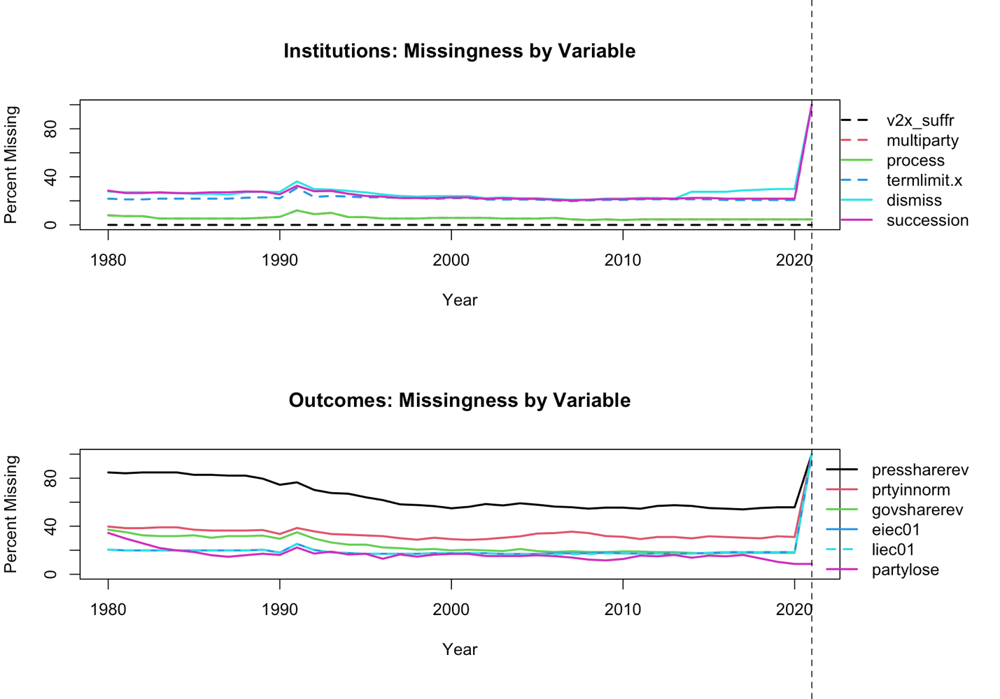 Institutions: Missingness by Variable
Percent Missing
80
40
0
1980 1990 2000 2010 2020
Year
v2x_suffr
multiparty
process
termlimit.x
dismiss
succession
Outcomes: Missingness by Variable
Percent Missing
80
40
0
1980 1990 2000 2010 2020
Year
presssharerev
prtyinnorm
govsharerev
eiec01
liec01
partylose